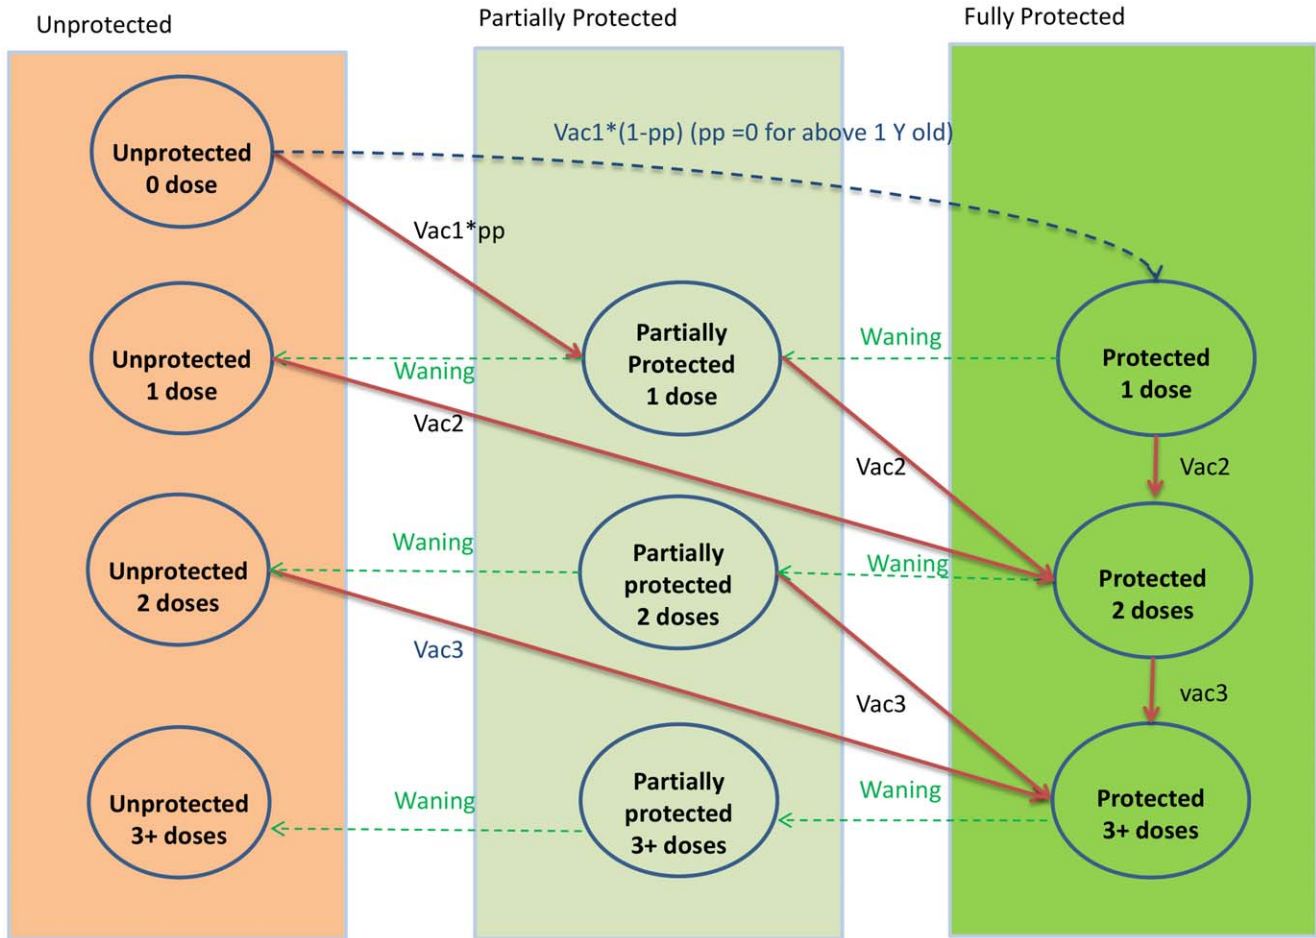 Unprotected
Partially Protected
Fully Protected
Vac1*(1-pp) (pp =0 for above 1 Y old)
Unprotected
0 dose
Vac1*pp
Unprotected
1 dose
Waning
Partially
Protected
1 dose
Waning
Protected
1 dose
Vac2
Vac2
Vac2
Unprotected
2 doses
Waning
Partially
protected
2 doses
Waning
Protected
2 doses
Vac3
Vac3
vac3
Unprotected
3+ doses
Waning
Partially
protected
3+ doses
Waning
Protected
3+ doses